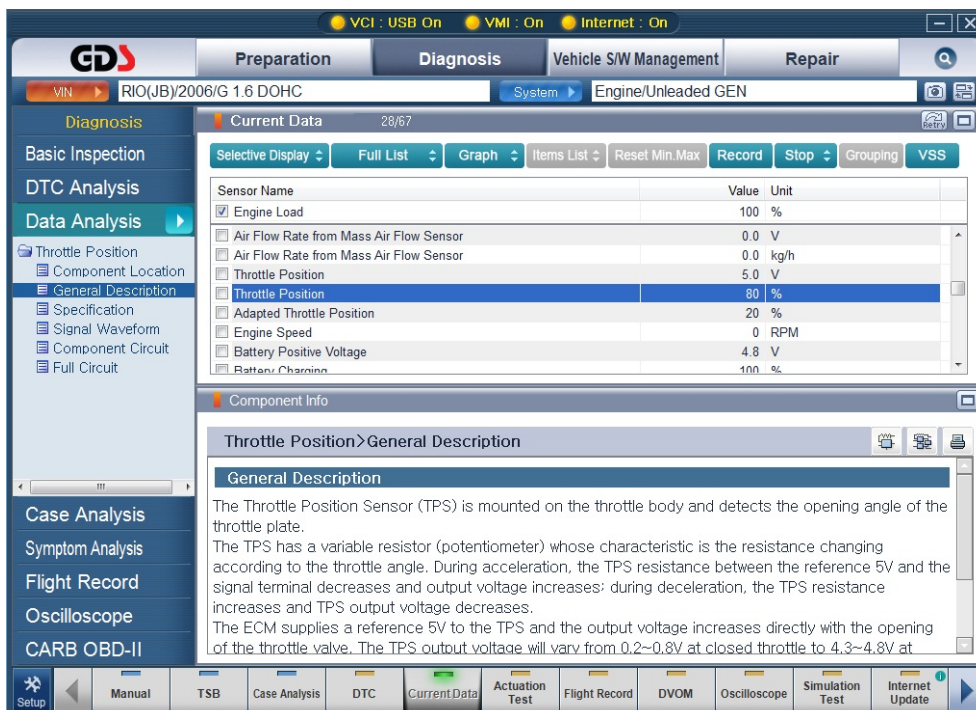 VCI : USB On VMI : On Internet : On
GDS
Preparation Diagnosis Vehicle S/W Management Repair
VIN RIO(JB)/2006/G 1.6 DOHC System Engine/Unleaded GEN
Diagnosis
Basic Inspection
DTC Analysis
Data Analysis
Throttle Position
Component Location
General Description
Specification
Signal Waveform
Component Circuit
Full Circuit
Case Analysis
Symptom Analysis
Flight Record
Oscilloscope
CARB OBD-II
Current Data 28/67 Retry
Selective Display Full List Graph Items List Reset Min.Max Record Stop Grouping VSS
Sensor Name Value Unit
Engine Load 100 %
Air Flow Rate from Mass Air Flow Sensor 0.0 V
Air Flow Rate from Mass Air Flow Sensor 0.0 kg/h
Throttle Position 5.0 V
Throttle Position 80 %
Adapted Throttle Position 20 %
Engine Speed 0 RPM
Battery Positive Voltage 4.8 V
Battery Charging 100 %
Component Info
Throttle Position>General Description
General Description
The Throttle Position Sensor (TPS) is mounted on the throttle body and detects the opening angle of the
throttle plate.
The TPS has a variable resistor (potentiometer) whose characteristic is the resistance changing
according to the throttle angle. During acceleration, the TPS resistance between the reference 5V and the
signal terminal decreases and output voltage increases; during deceleration, the TPS resistance
increases and TPS output voltage decreases.
The ECM supplies a reference 5V to the TPS and the output voltage increases directly with the opening
of the throttle valve. The TPS output voltage will vary from 0.2~0.8V at closed throttle to 4.3~4.8V at
Setup Manual TSB Case Analysis DTC Current Data Actuation Test Flight Record DVOM Oscilloscope Simulation Test Internet Update